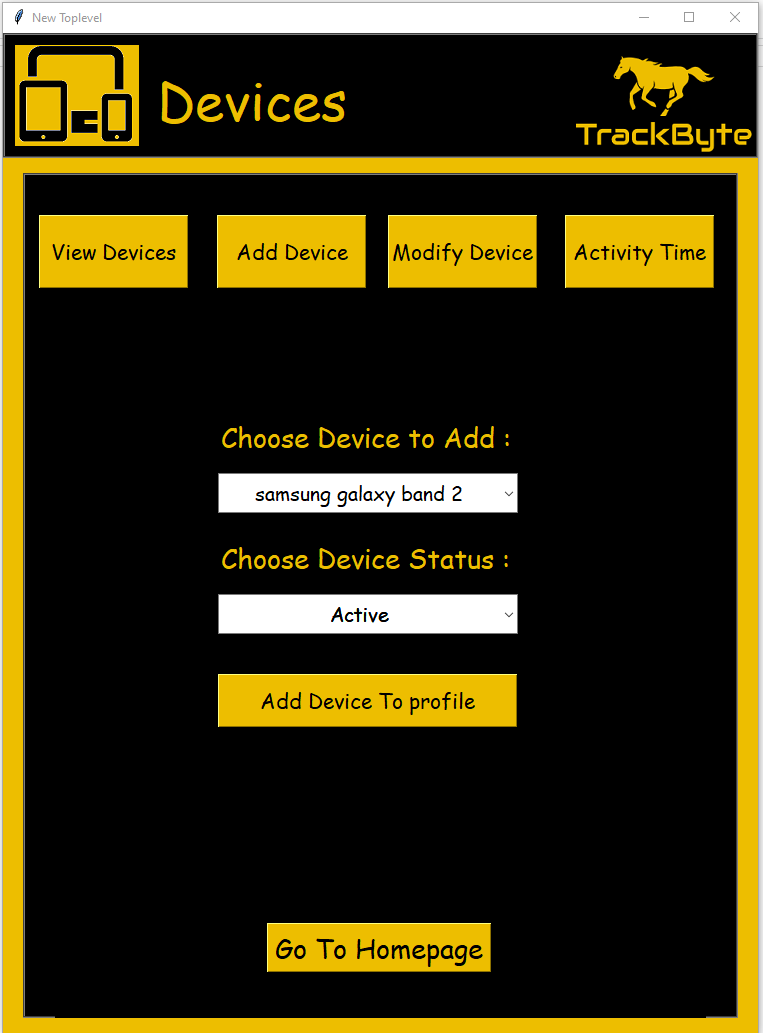 New Toplevel
Devices
TrackByte
View Devices
Add Device
Modify Device
Activity Time
Choose Device to Add :
samsung galaxy band 2
Choose Device Status :
Active
Add Device To profile
Go To Homepage